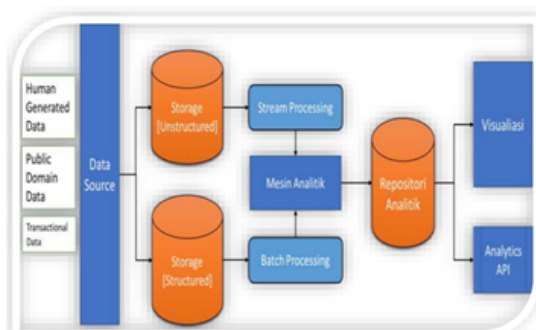 Human
Generated
Data
Public
Domain
Data
Transactional
Data
Data
Source
Storage
[Unstructured]
Storage
[Structured]
Stream Processing
Mesin Analitik
Batch Processing
Repositori
Analitik
Visualiasi
Analytics
API